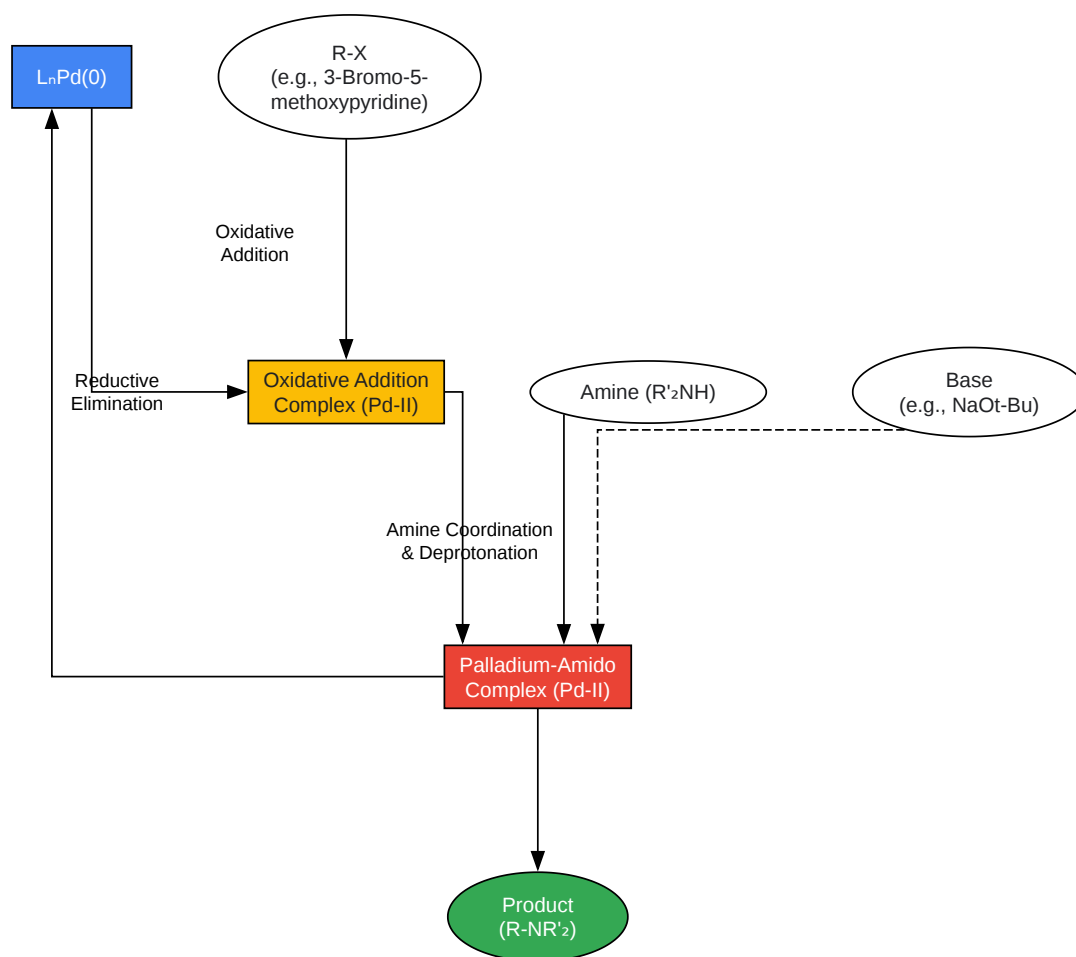 LₙPd(0)
R-X
(e.g., 3-Bromo-5-
methoxypyridine)
Oxidative
Addition
Reductive
Elimination
Oxidative Addition
Complex (Pd-II)
Amine (R'₂NH)
Base
(e.g., NaOt-Bu)
Amine Coordination
& Deprotonation
Palladium-Amido
Complex (Pd-II)
Product
(R-NR'₂)